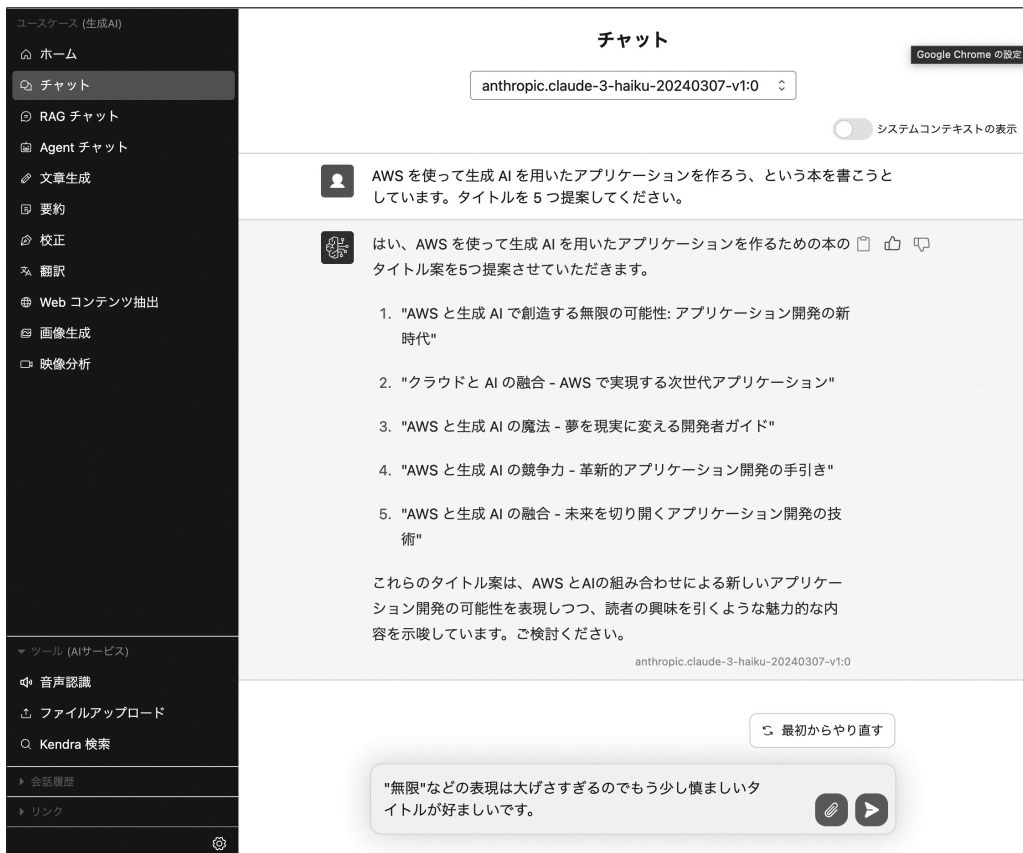 ユースケース (生成AI)
ホーム
チャット
RAG チャット
Agent チャット
文章生成
要約
校正
翻訳
Web コンテンツ抽出
画像生成
映像分析
ツール (AIサービス)
音声認識
ファイルアップロード
Kendra 検索
会話履歴
リンク
チャット
Google Chrome の設定
anthropic.claude-3-haiku-20240307-v1:0
システムコンテキストの表示
AWS を使って生成 AI を用いたアプリケーションを作ろう、という本を書こうと
しています。タイトルを 5 つ提案してください。
はい、AWS を使って生成 AI を用いたアプリケーションを作るための本の
タイトル案を5つ提案させていただきます。
1. "AWS と生成 AI で創造する無限の可能性: アプリケーション開発の新
時代"
2. "クラウドと AI の融合 - AWS で実現する次世代アプリケーション"
3. "AWS と生成 AI の魔法 - 夢を現実に変える開発者ガイド"
4. "AWS と生成 AI の競争力 - 革新的アプリケーション開発の手引き"
5. "AWS と生成 AI の融合 - 未来を切り開くアプリケーション開発の技
術"
これらのタイトル案は、AWS とAIの組み合わせによる新しいアプリケー
ション開発の可能性を表現しつつ、読者の興味を引くような魅力的な内
容を示唆しています。ご検討ください。
anthropic.claude-3-haiku-20240307-v1:0
最初からやり直す
"無限"などの表現は大げさすぎるのでもう少し慎ましいタ
イトルが好ましいです。